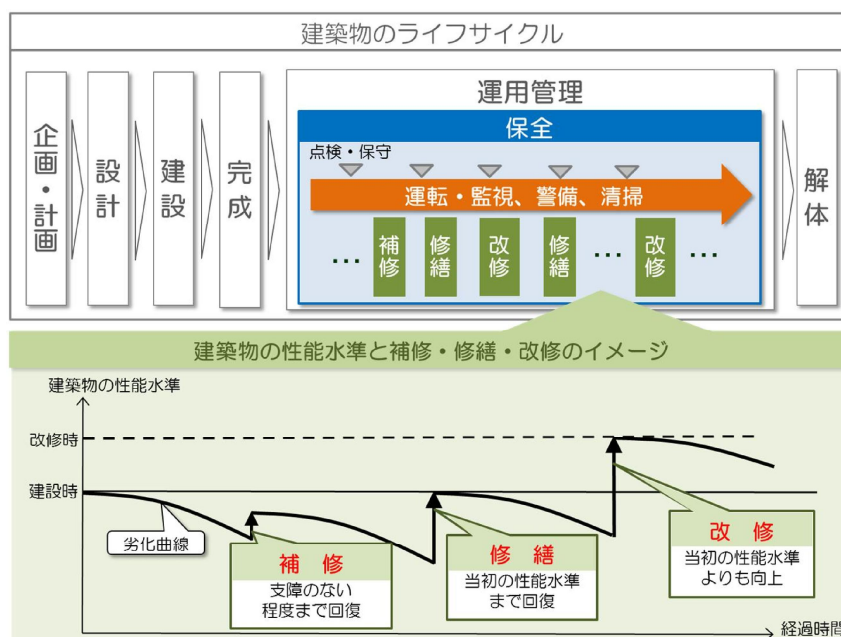 建築物のライフサイクル
企画・計画
設計
建設
完成
運用管理
保全
点検・保守
運転・監視、警備、清掃
…
補修
修繕
改修
修繕
…
改修
…
解体
建築物の性能水準と補修・修繕・改修のイメージ
建築物の性能水準
改修時
建設時
劣化曲線
補 修
支障のない
程度まで回復
修 繕
当初の性能水準
まで回復
改 修
当初の性能水準
よりも向上
経過時間